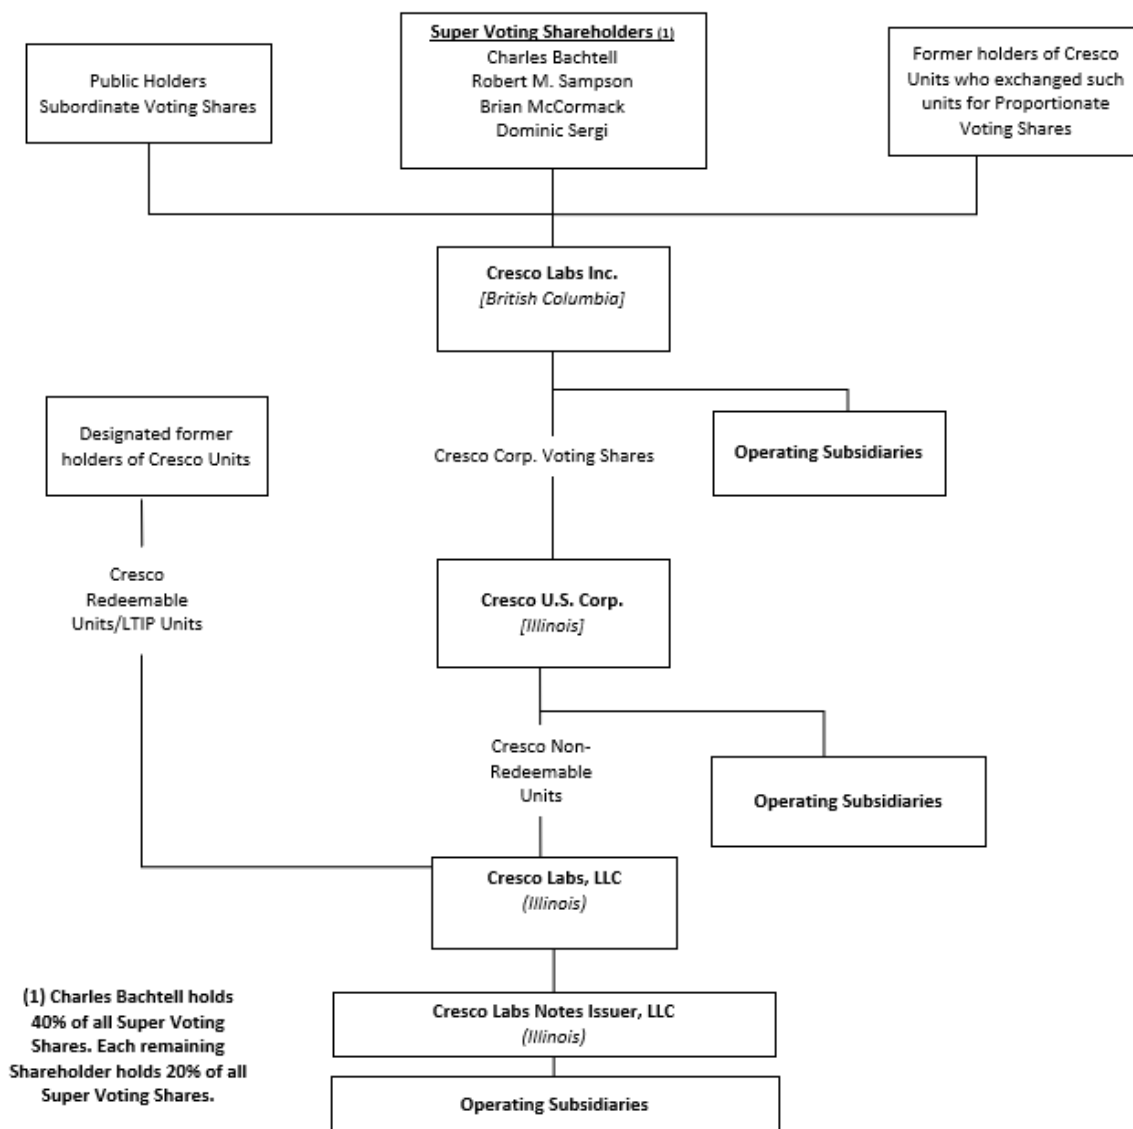 Public Holders
Subordinate Voting Shares
Super Voting Shareholders (1)
Charles Bachtell
Robert M. Sampson
Brian McCormack
Dominic Sergi
Former holders of Cresco
Units who exchanged such
units for Proportionate
Voting Shares
Cresco Labs Inc.
[British Columbia]
Designated former
holders of Cresco Units
Cresco Corp. Voting Shares
Operating Subsidiaries
Cresco
Redeemable
Units/LTIP Units
Cresco U.S. Corp.
[Illinois]
Cresco Non-
Redeemable
Units
Operating Subsidiaries
Cresco Labs, LLC
(Illinois)
(1) Charles Bachtell holds
40% of all Super Voting
Shares. Each remaining
Shareholder holds 20% of all
Super Voting Shares.
Cresco Labs Notes Issuer, LLC
(Illinois)
Operating Subsidiaries